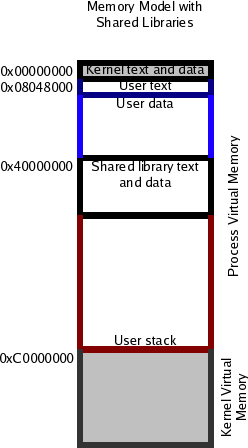 Memory Model with
Shared Libraries
0x00000000
Kernel text and data
0x08048000
User text
User data
0x40000000
Shared library text
and data
Process Virtual Memory
User stack
0xC0000000
Kernel Virtual
Memory